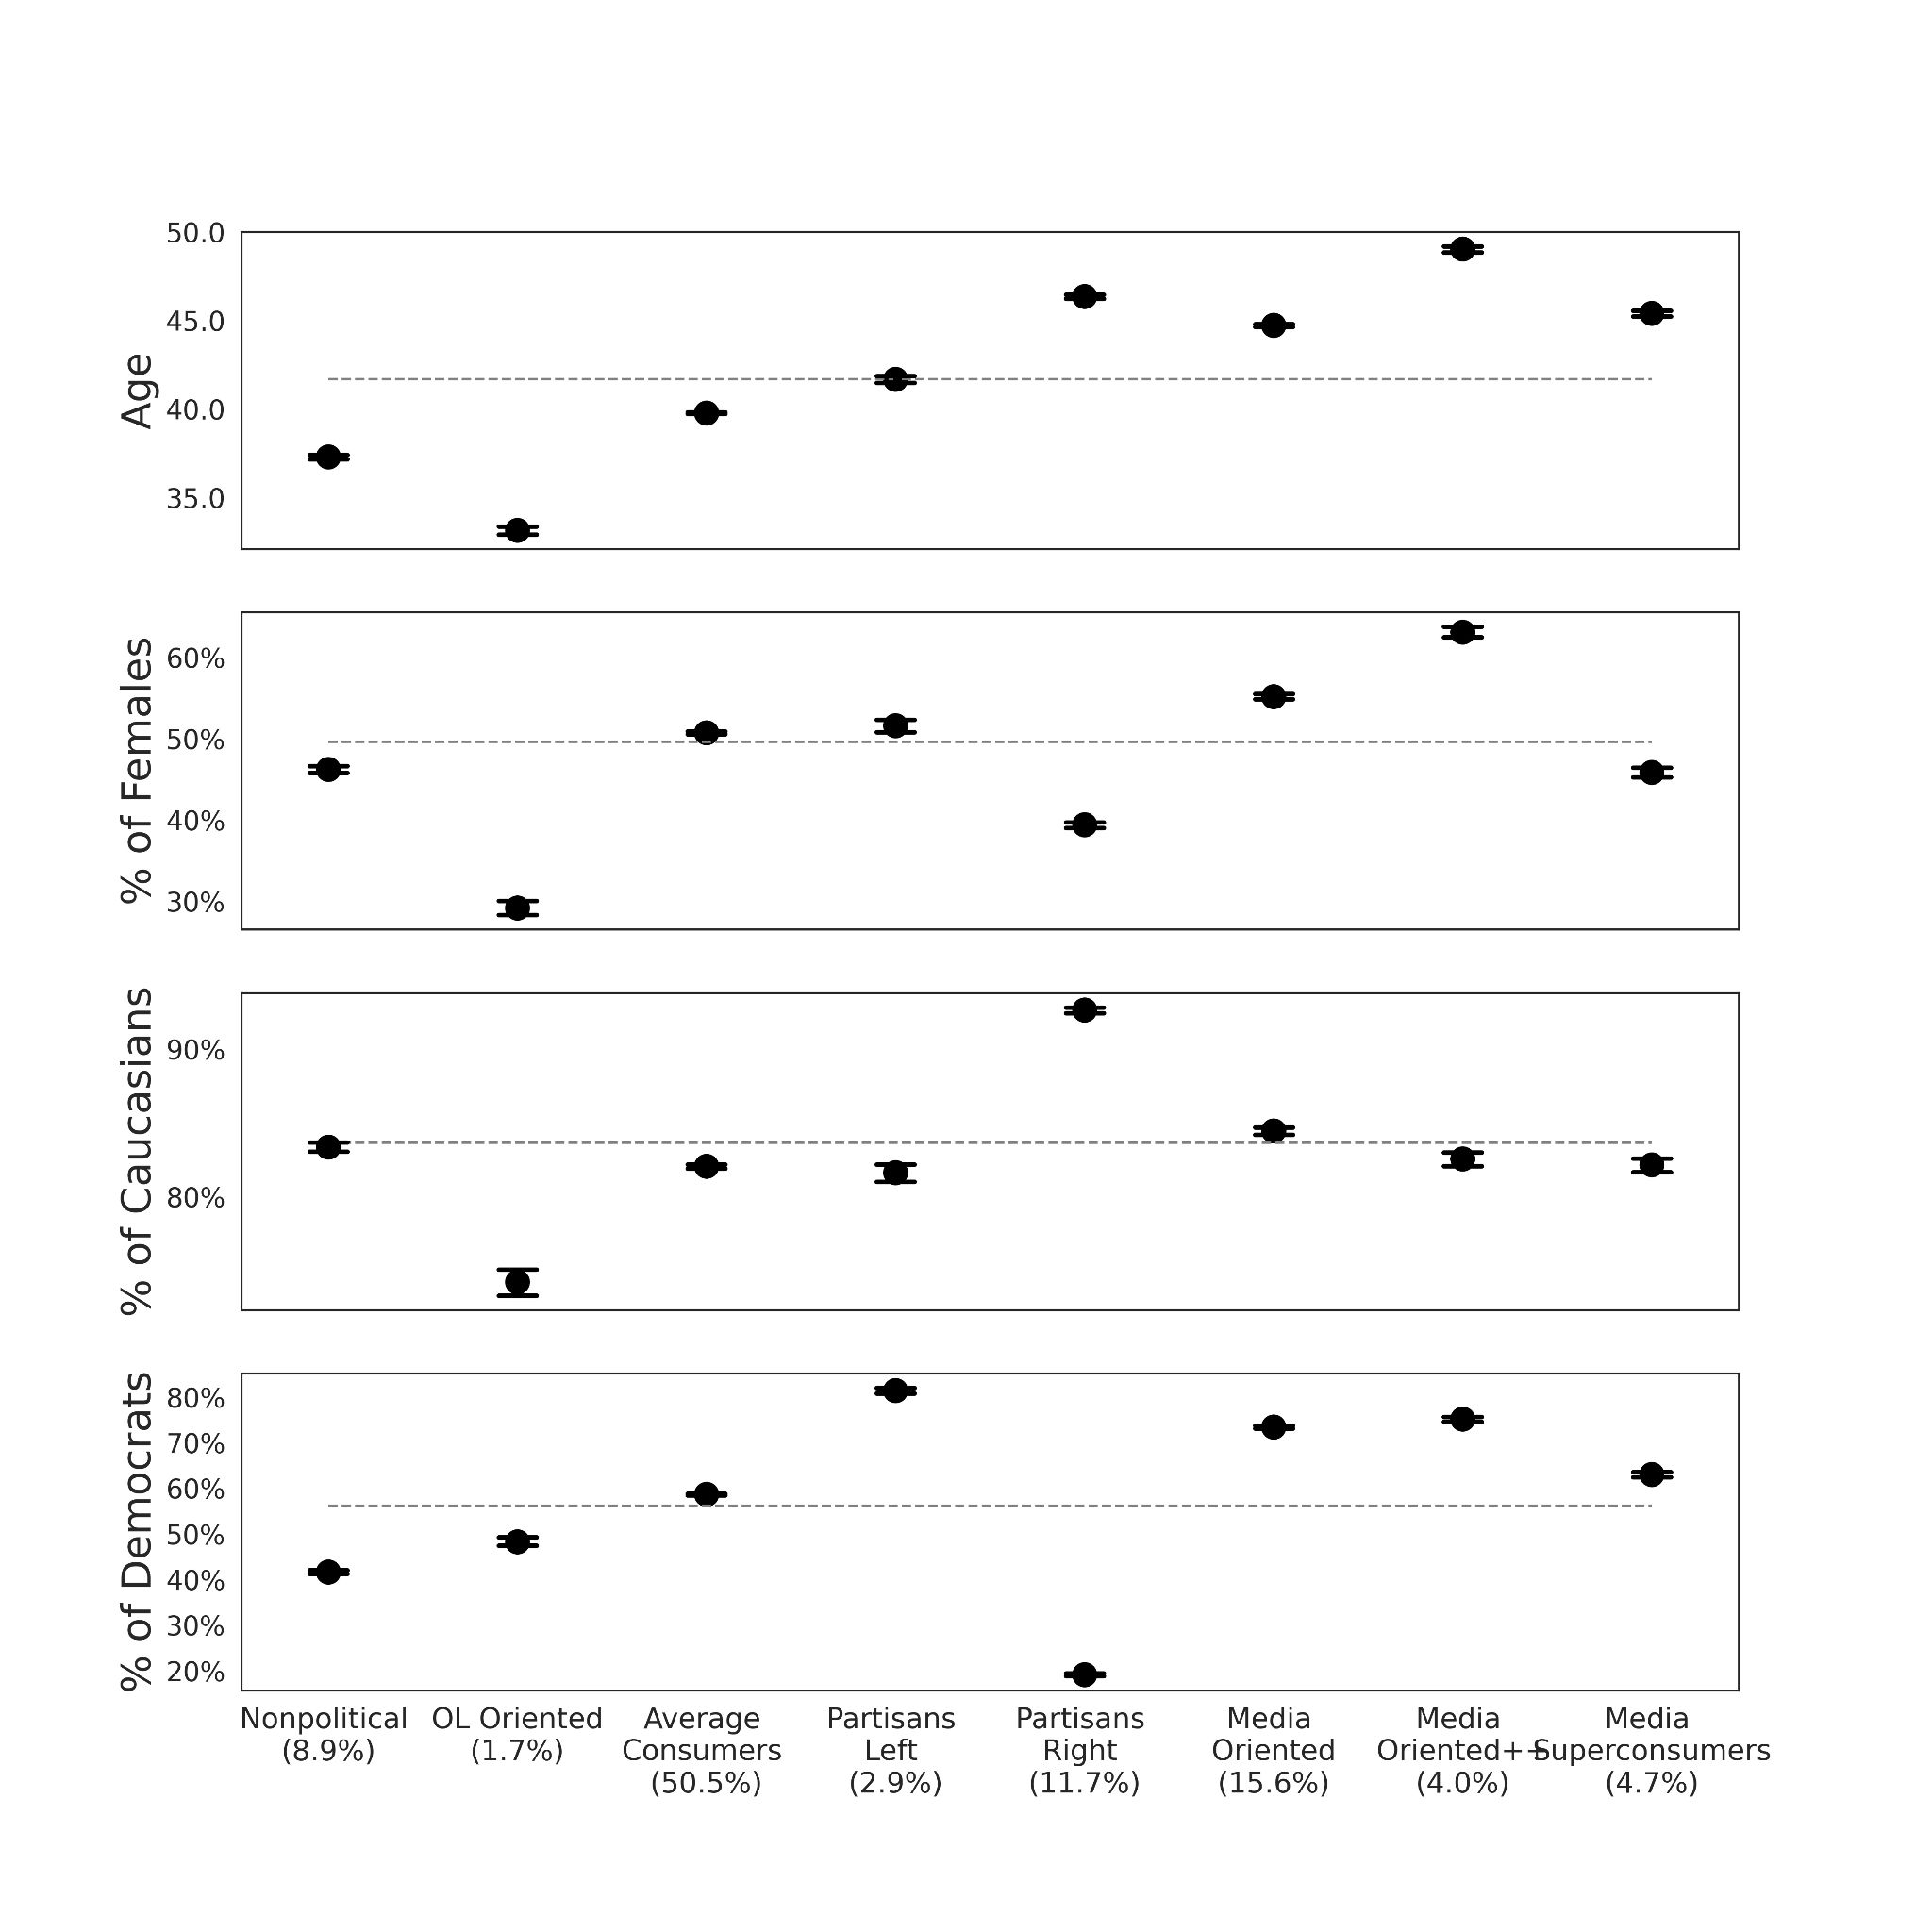 50.0
45.0
40.0
35.0
Age
60%
50%
40%
30%
% of Females
90%
80%
% of Caucasians
80%
70%
60%
50%
40%
30%
20%
% of Democrats
Nonpolitical
(8.9%)
OL Oriented
(1.7%)
Average
Consumers
(50.5%)
Partisans
Left
(2.9%)
Partisans
Right
(11.7%)
Media
Oriented
(15.6%)
Media
Oriented++
(4.0%)
Media
Superconsumers
(4.7%)